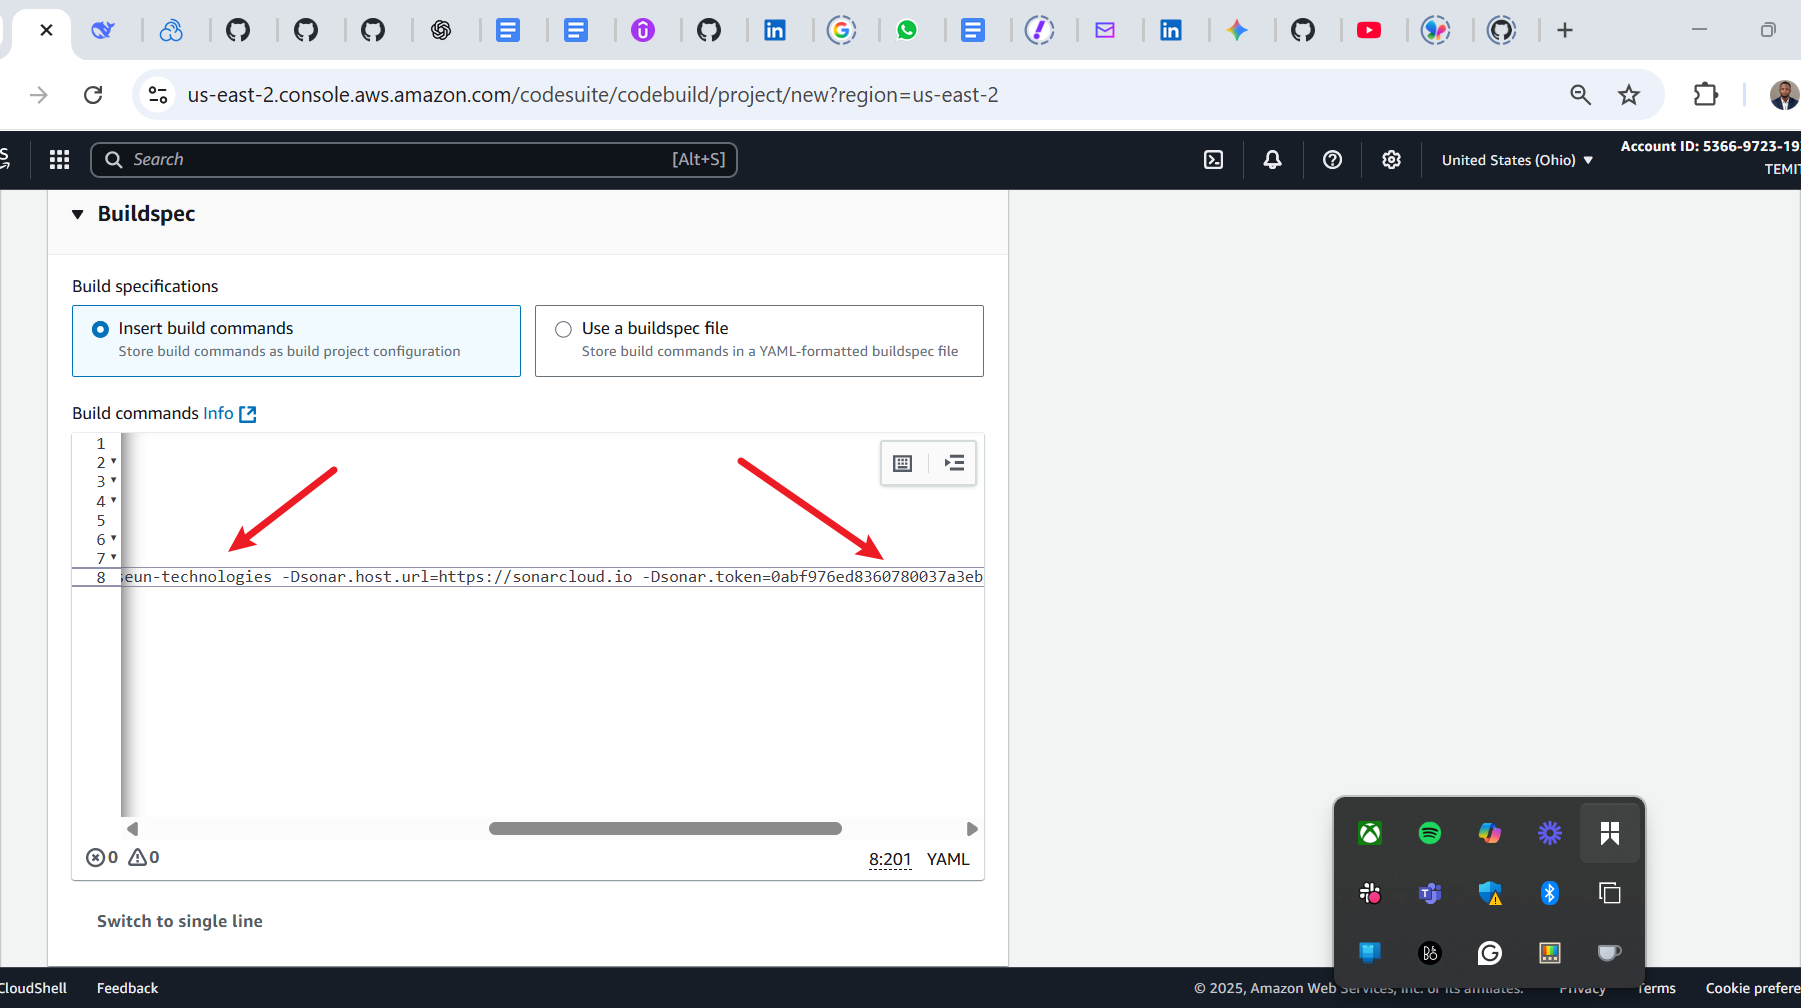 us-east-2.console.aws.amazon.com/codesuite/codebuild/project/new?region=us-east-2
Search
[Alt+S]
United States (Ohio)
Account ID: 5366-9723-19
TEMIT
Buildspec
Build specifications
Insert build commands
Store build commands as build project configuration
Use a buildspec file
Store build commands in a YAML-formatted buildspec file
Build commands Info
1
2
3
4
5
6
7
8
seun-technologies -Dsonar.host.url=https://sonarcloud.io -Dsonar.token=0abf976ed8360780037a3eb
0 0
8:201 YAML
Switch to single line
CloudShell Feedback
© 2025, Amazon Web Services, Inc. or its affiliates. Privacy Terms Cookie prefere